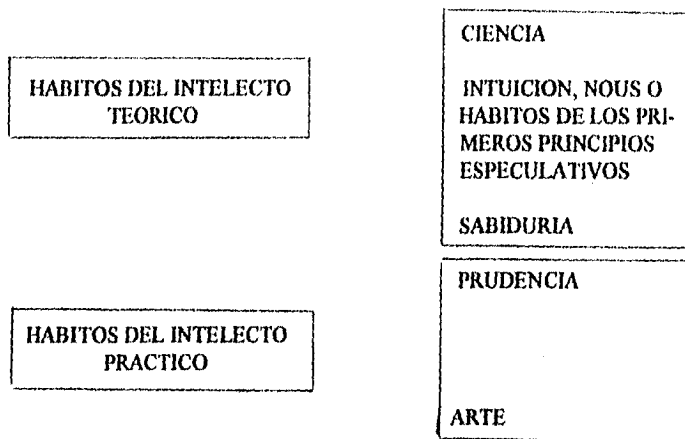 HABITOS DEL INTELECTO
TEORICO
CIENCIA
INTUICION, NOUS O
HABITOS DE LOS PRI-
MEROS PRINCIPIOS
ESPECULATIVOS
SABIDURIA
HABITOS DEL INTELECTO
PRACTICO
PRUDENCIA
ARTE